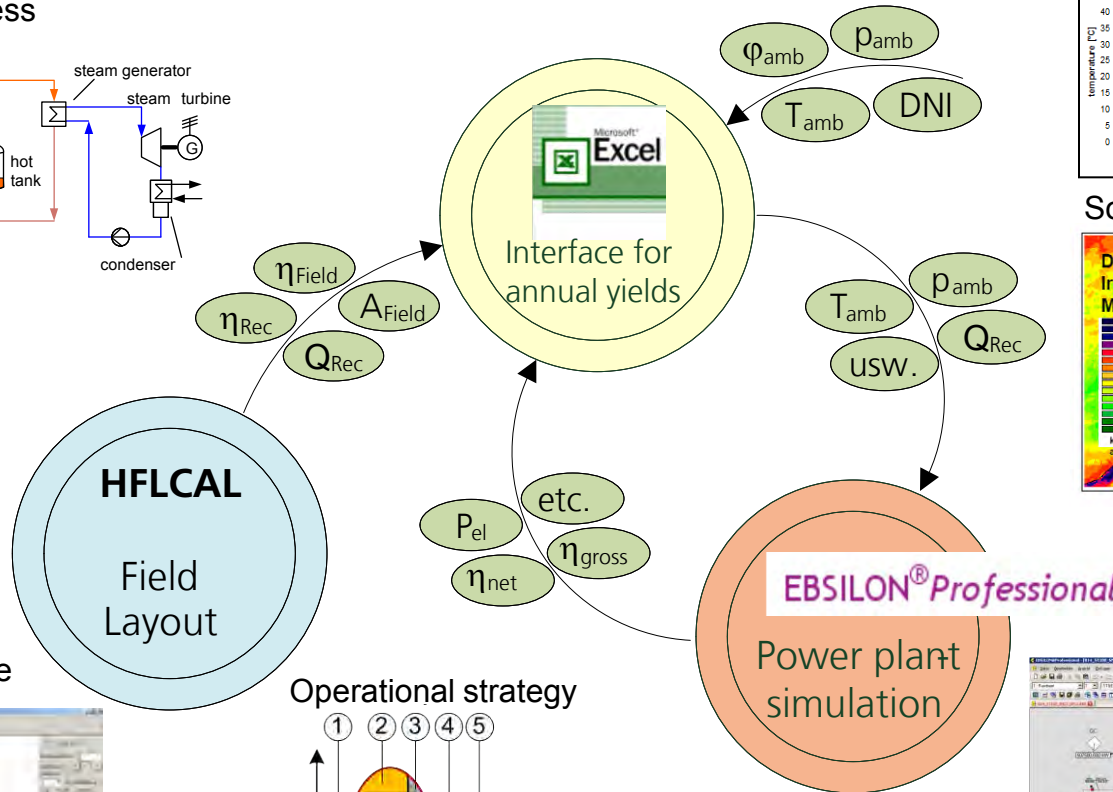 ess
steam generator
steam turbine
G
hot
tank
condenser
φamb
pamb
Tamb
DNI
temperature [°C]
40
35
30
25
20
15
10
5
0
Microsoft
Excel
Interface for
annual yields
ηField
AField
ηRec
QRec
Tamb
pamb
QRec
usw.
HFLCAL
Field
Layout
etc.
Pel
ηgross
ηnet
EBSILON®Professional
Power plant
simulation
Operational strategy
1 2 3 4 5
So
D
In
M
e